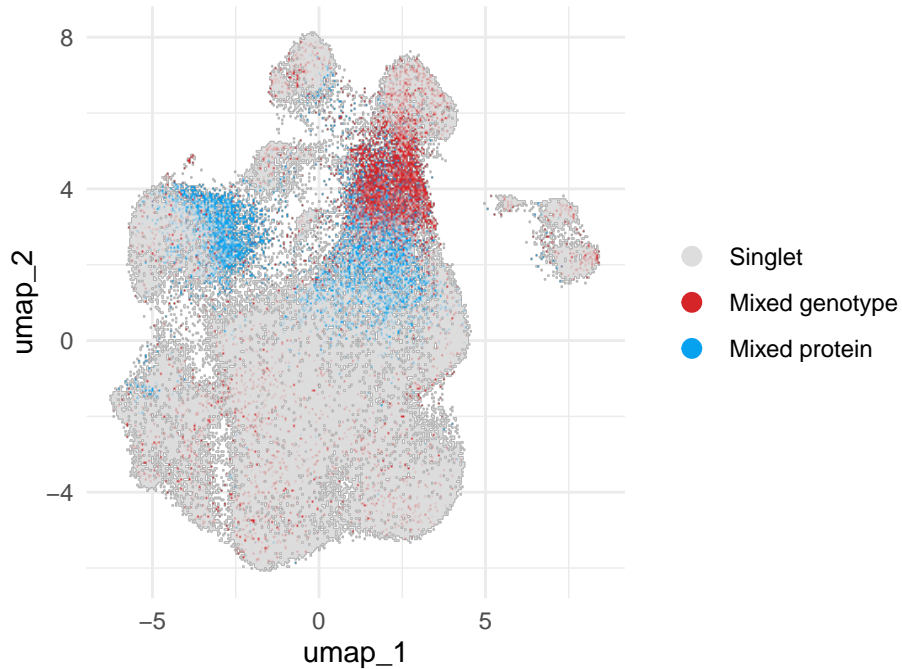 8
4
0
−4
umap_2
−5
0
5
umap_1
Singlet
Mixed genotype
Mixed protein